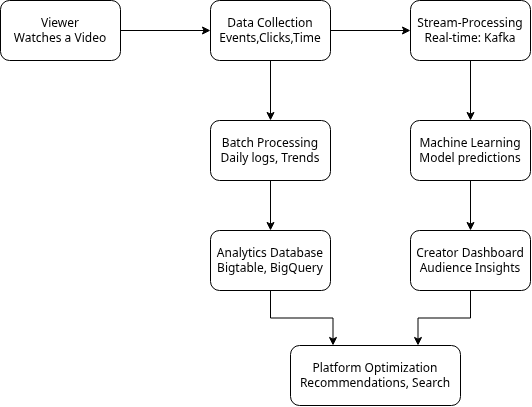 Viewer
Watches a Video
Data Collection
Events,Clicks,Time
Stream-Processing
Real-time: Kafka
Batch Processing
Daily logs, Trends
Machine Learning
Model predictions
Analytics Database
Bigtable, BigQuery
Creator Dashboard
Audience Insights
Platform Optimization
Recommendations, Search